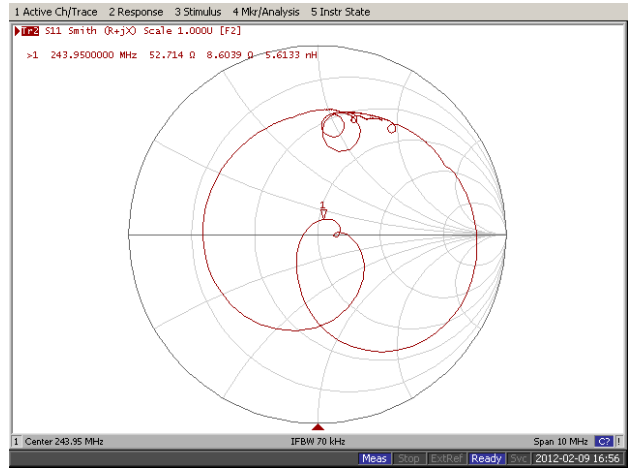 1 Active Ch/Trace 2 Response 3 Stimulus 4 Mkr/Analysis 5 Instr State
Tr2 S11 Smith (R+jX) Scale 1.000U [F2]
>1 243.9500000 MHz 52.714 Ω 8.6039 Ω 5.6133 nH
1
1 Center 243.95 MHz IFBW 70 kHz Span 10 MHz C? !
Meas Stop ExtRef Ready Svc 2012-02-09 16:56